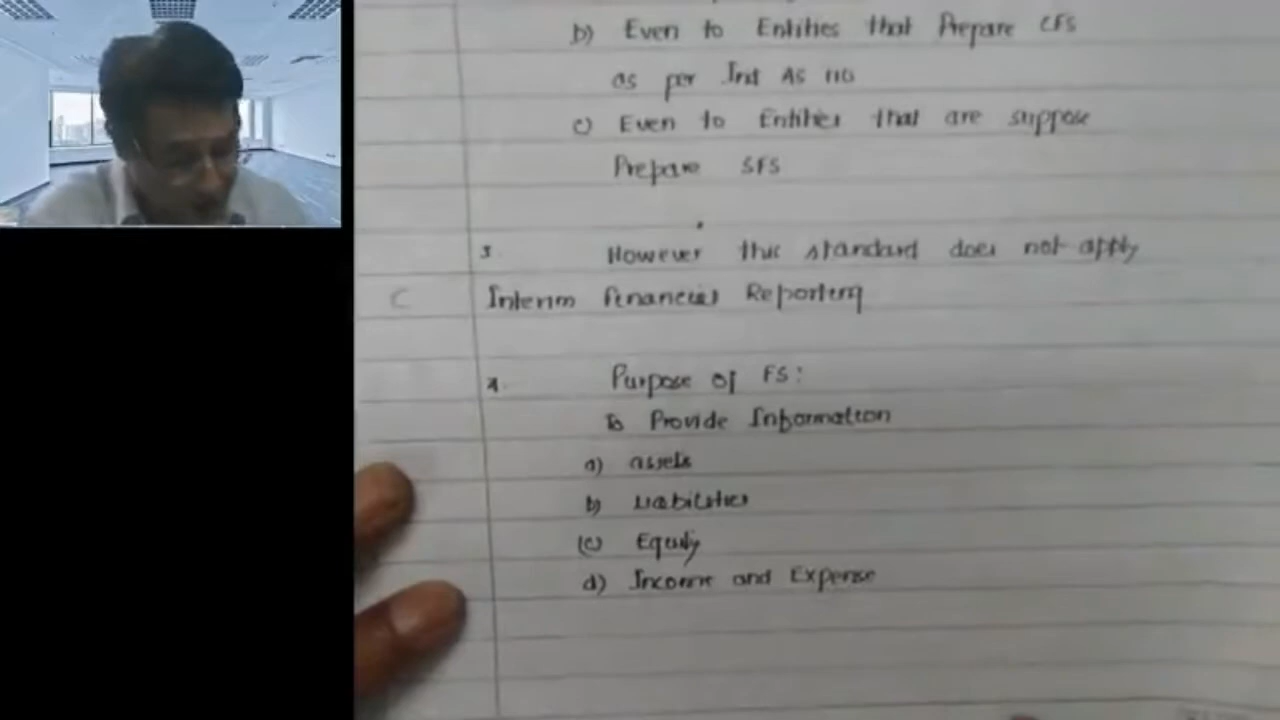 b) Even to Entities that Prepare CFS
as per Ind AS 110
c) Even to Entities that are suppose
Prepare SFS
3. However this standard does not apply
Interim financial Reporting
4. Purpose of FS:
To Provide Information
a) assets
b) Liabilities
(c) Equity
d) Income and Expense